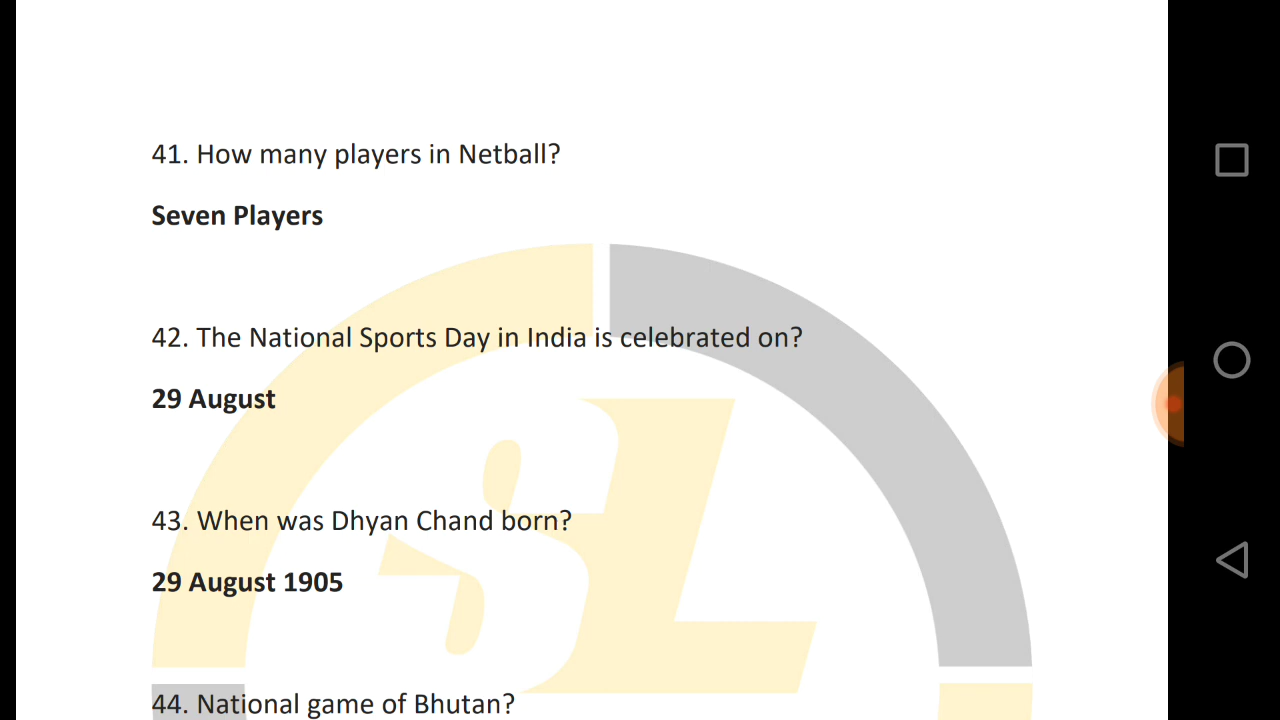 41. How many players in Netball?
Seven Players
42. The National Sports Day in India is celebrated on?
29 August
43. When was Dhyan Chand born?
29 August 1905
SL
44. National game of Bhutan?